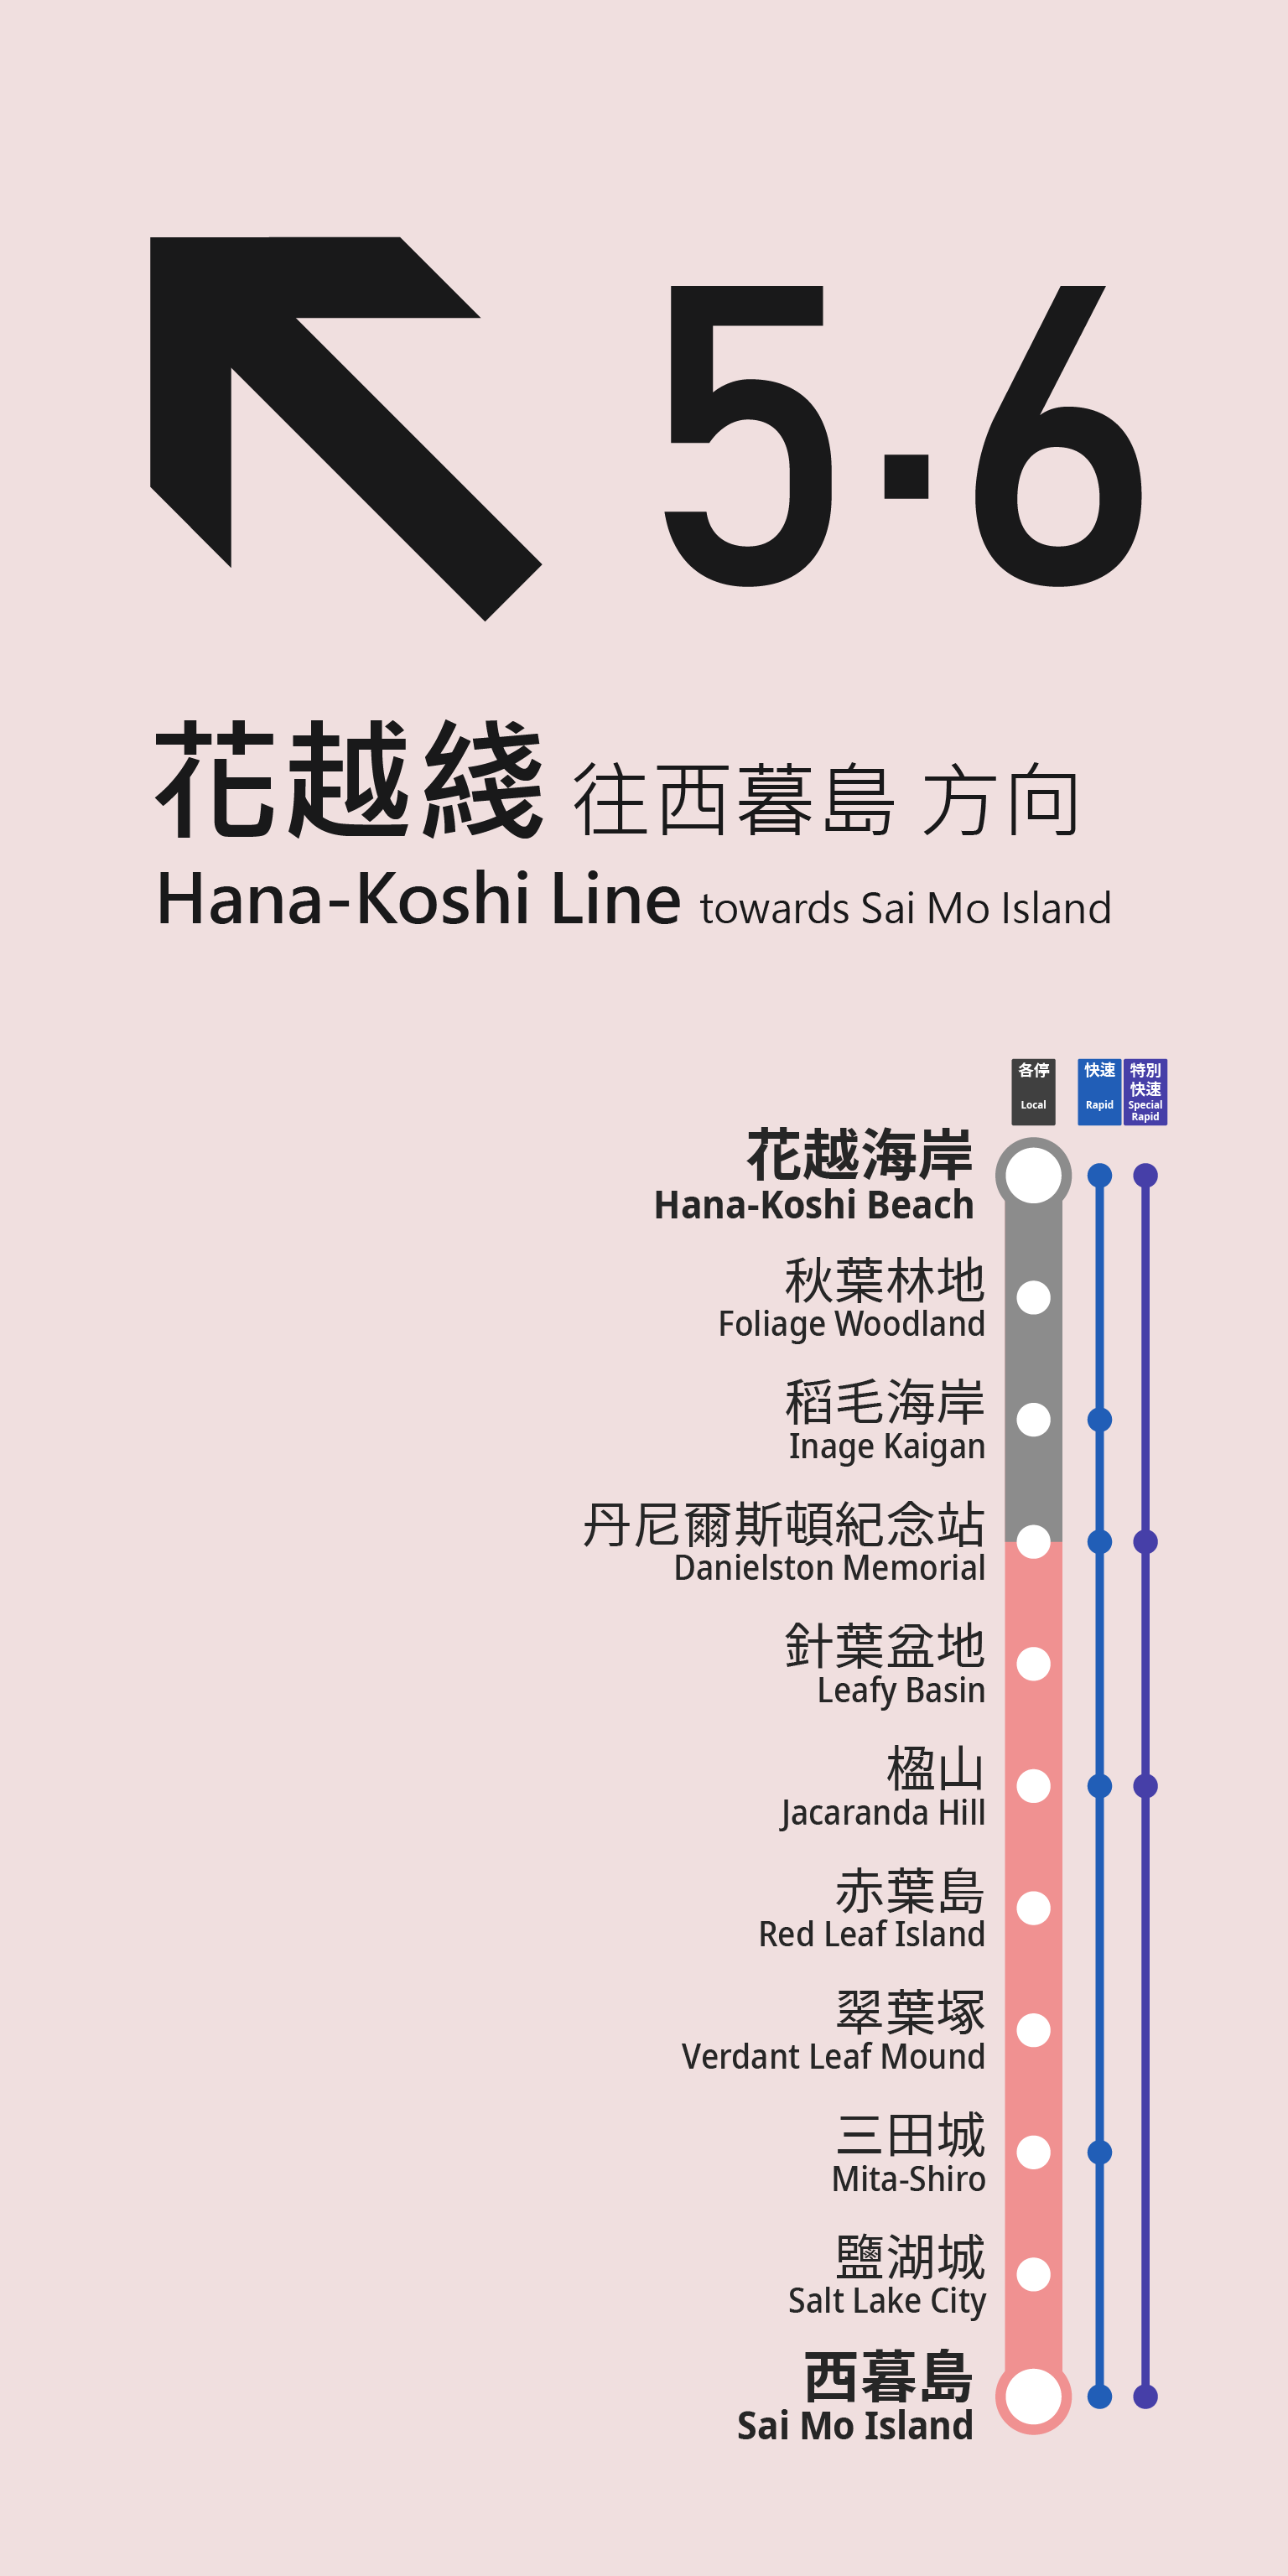 5·6
花越綫 往西暮島 方向
Hana-Koshi Line towards Sai Mo Island
各停 快速 特別
快速
Local Rapid Special
Rapid
花越海岸
Hana-Koshi Beach
秋葉林地
Foliage Woodland
稻毛海岸
Inage Kaigan
丹尼爾斯頓紀念站
Danielston Memorial
針葉盆地
Leafy Basin
楹山
Jacaranda Hill
赤葉島
Red Leaf Island
翠葉塚
Verdant Leaf Mound
三田城
Mita-Shiro
鹽湖城
Salt Lake City
西暮島
Sai Mo Island